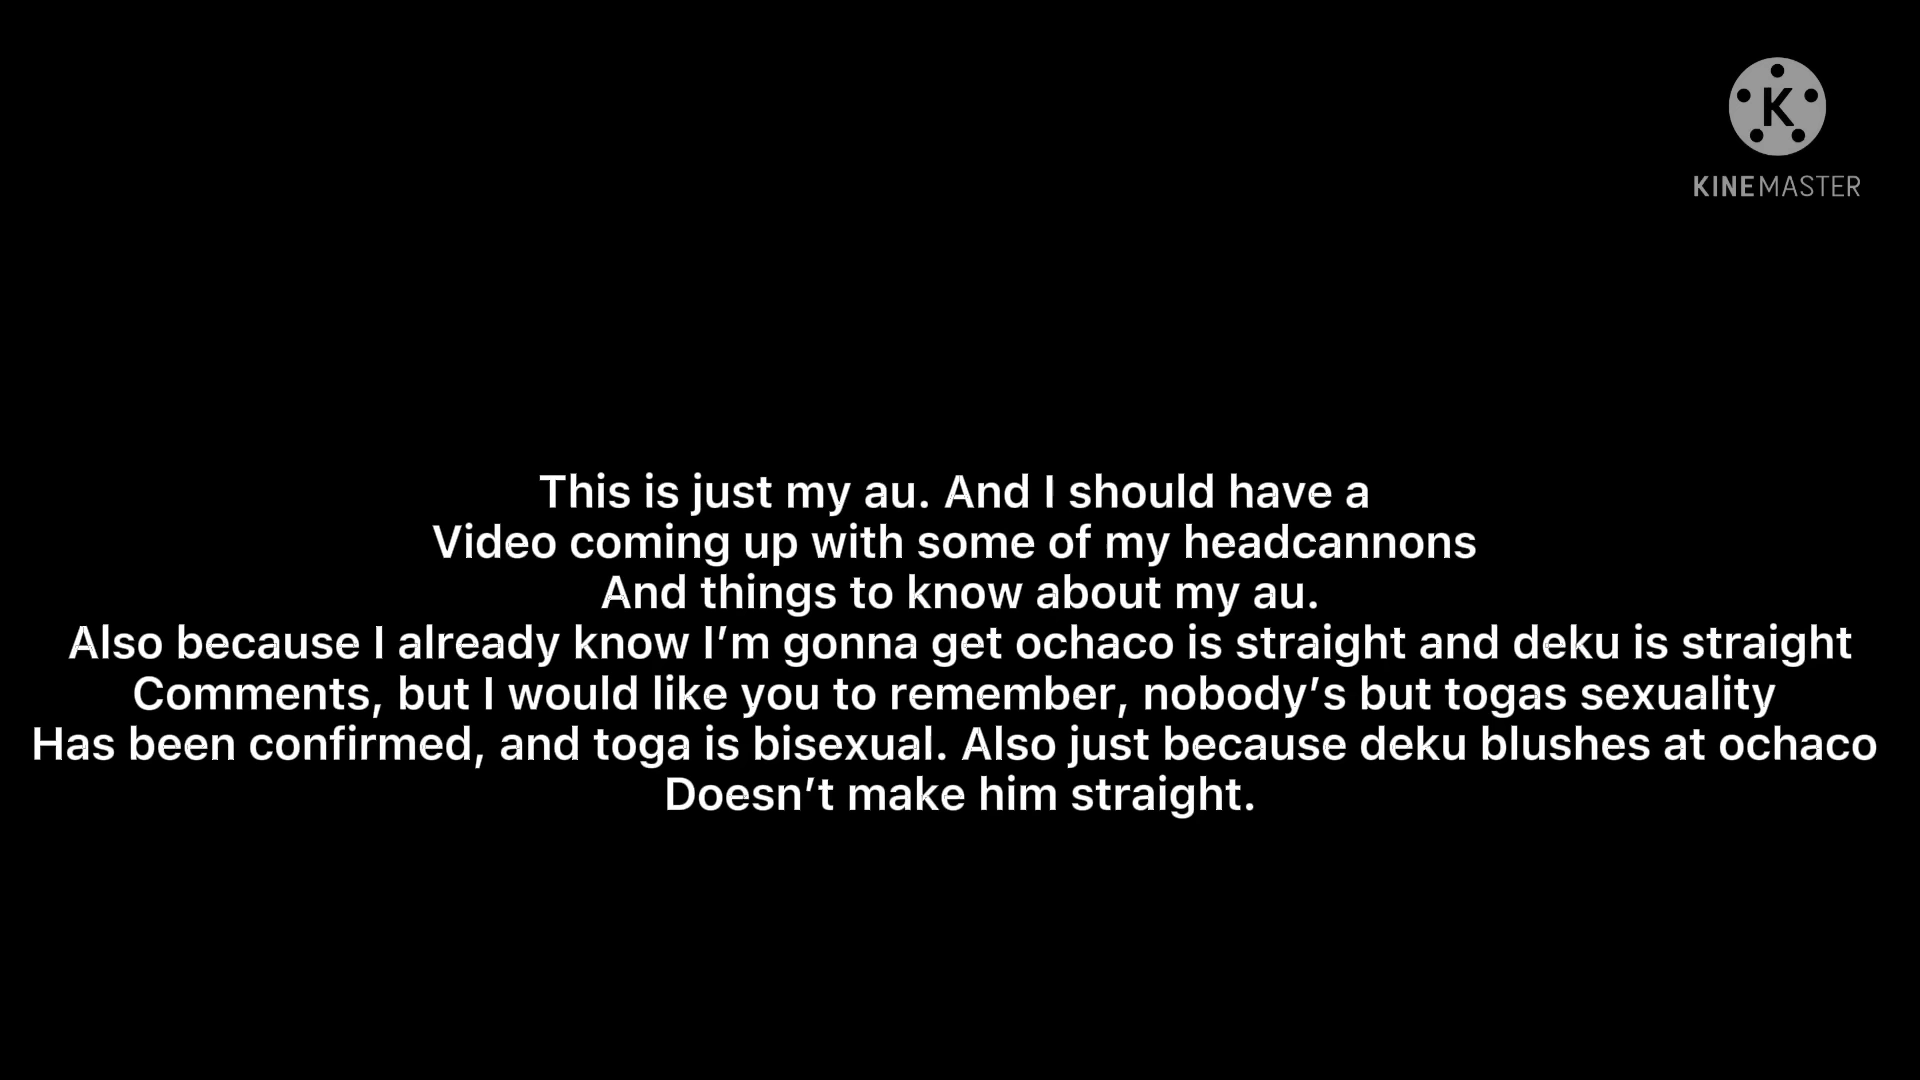 K
KINEMASTER
This is just my au. And I should have a
Video coming up with some of my headcannons
And things to know about my au.
Also because I already know I’m gonna get ochaco is straight and deku is straight
Comments, but I would like you to remember, nobody’s but togas sexuality
Has been confirmed, and toga is bisexual. Also just because deku blushes at ochaco
Doesn’t make him straight.